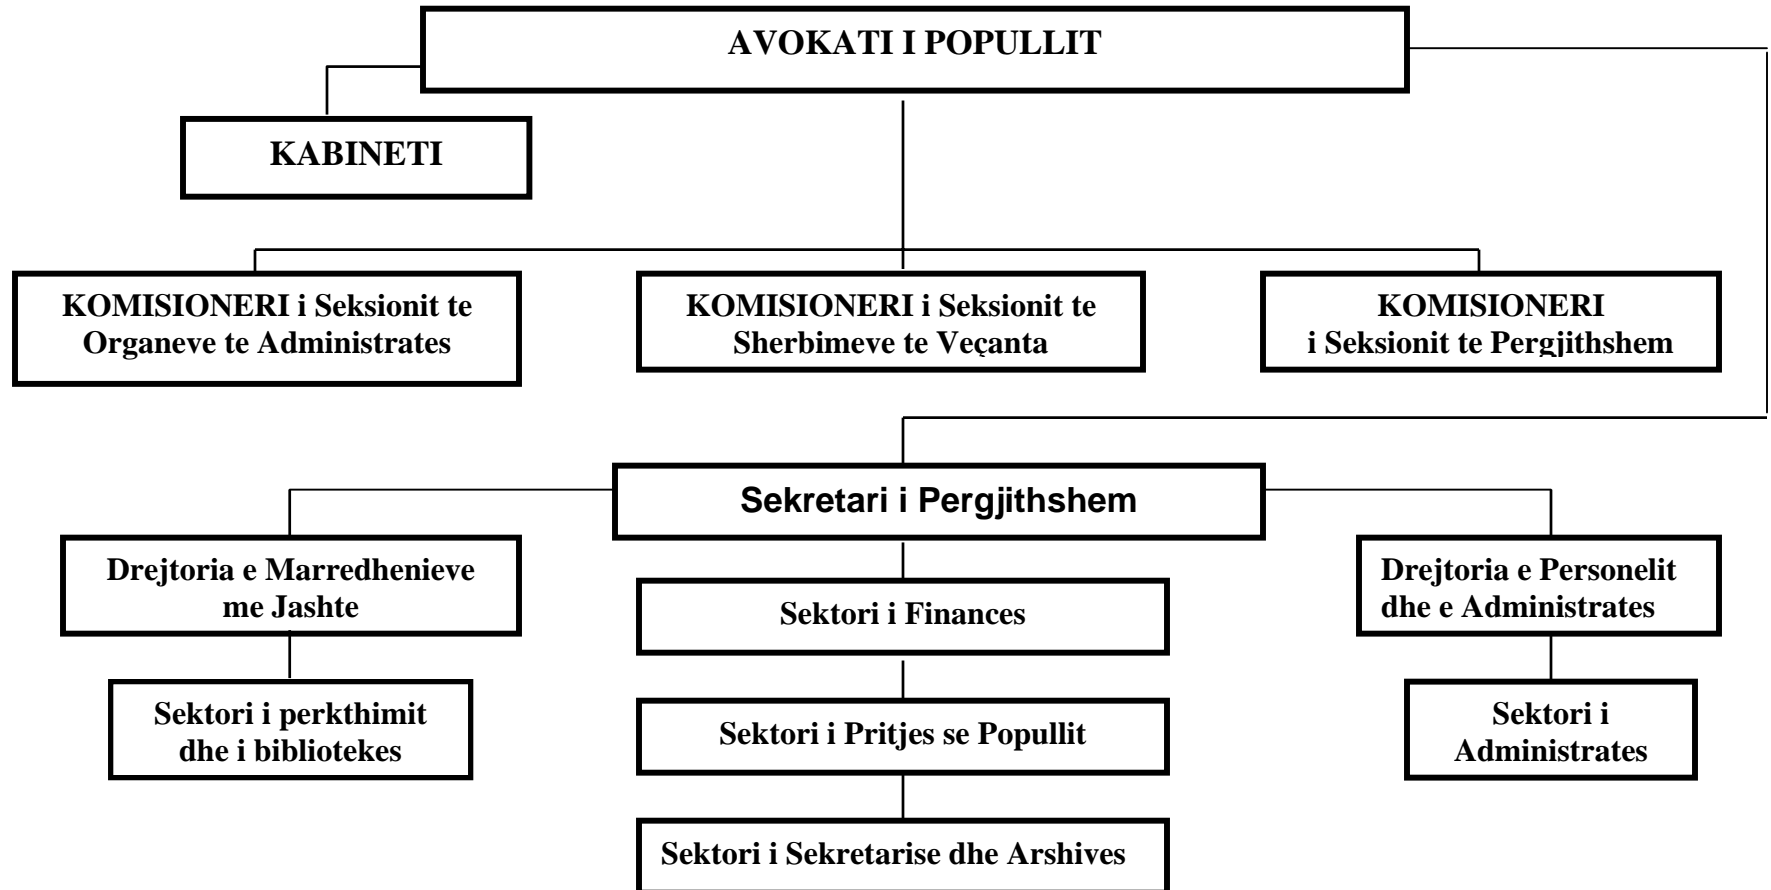 AVOKATI I POPULLIT
KABINETI
KOMISIONERI i Seksionit te
Organeve te Administrates
KOMISIONERI i Seksionit te
Sherbimeve te Veçanta
KOMISIONERI
i Seksionit te Pergjithshem
Sekretari i Pergjithshem
Drejtoria e Marredhenieve
me Jashte
Sektori i Finances
Drejtoria e Personelit
dhe e Administrates
Sektori i perkthimit
dhe i bibliotekes
Sektori i Pritjes se Popullit
Sektori i
Administrates
Sektori i Sekretarise dhe Arshives